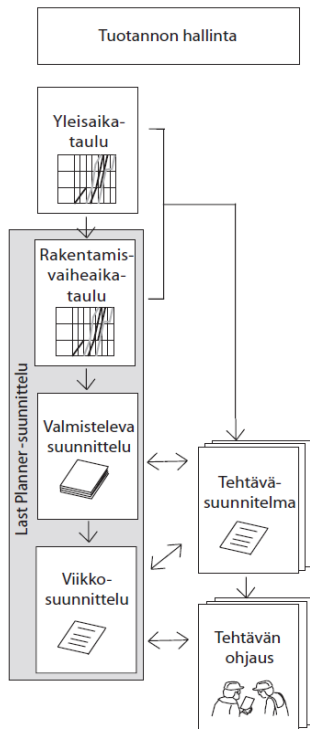 Tuotannon hallinta
Yleisaika-
taulu
Rakentamis-
vaiheaika-
taulu
Last Planner -suunnittelu
Valmisteleva
suunnittelu
Tehtävä-
suunnitelma
Viikko-
suunnittelu
Tehtävän
ohjaus